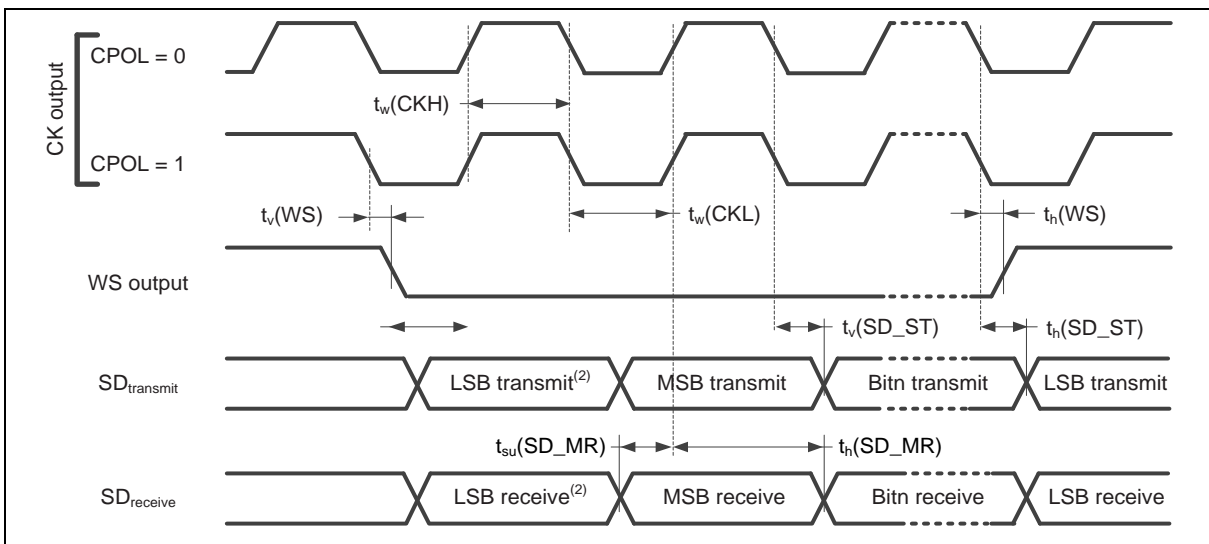 CK output
CPOL = 0
tw(CKH)
CPOL = 1
tv(WS)
tw(CKL)
th(WS)
WS output
tv(SD_ST)
th(SD_ST)
SDtransmit
LSB transmit(2)
MSB transmit
Bitn transmit
LSB transmit
tsu(SD_MR)
th(SD_MR)
SDreceive
LSB receive(2)
MSB receive
Bitn receive
LSB receive